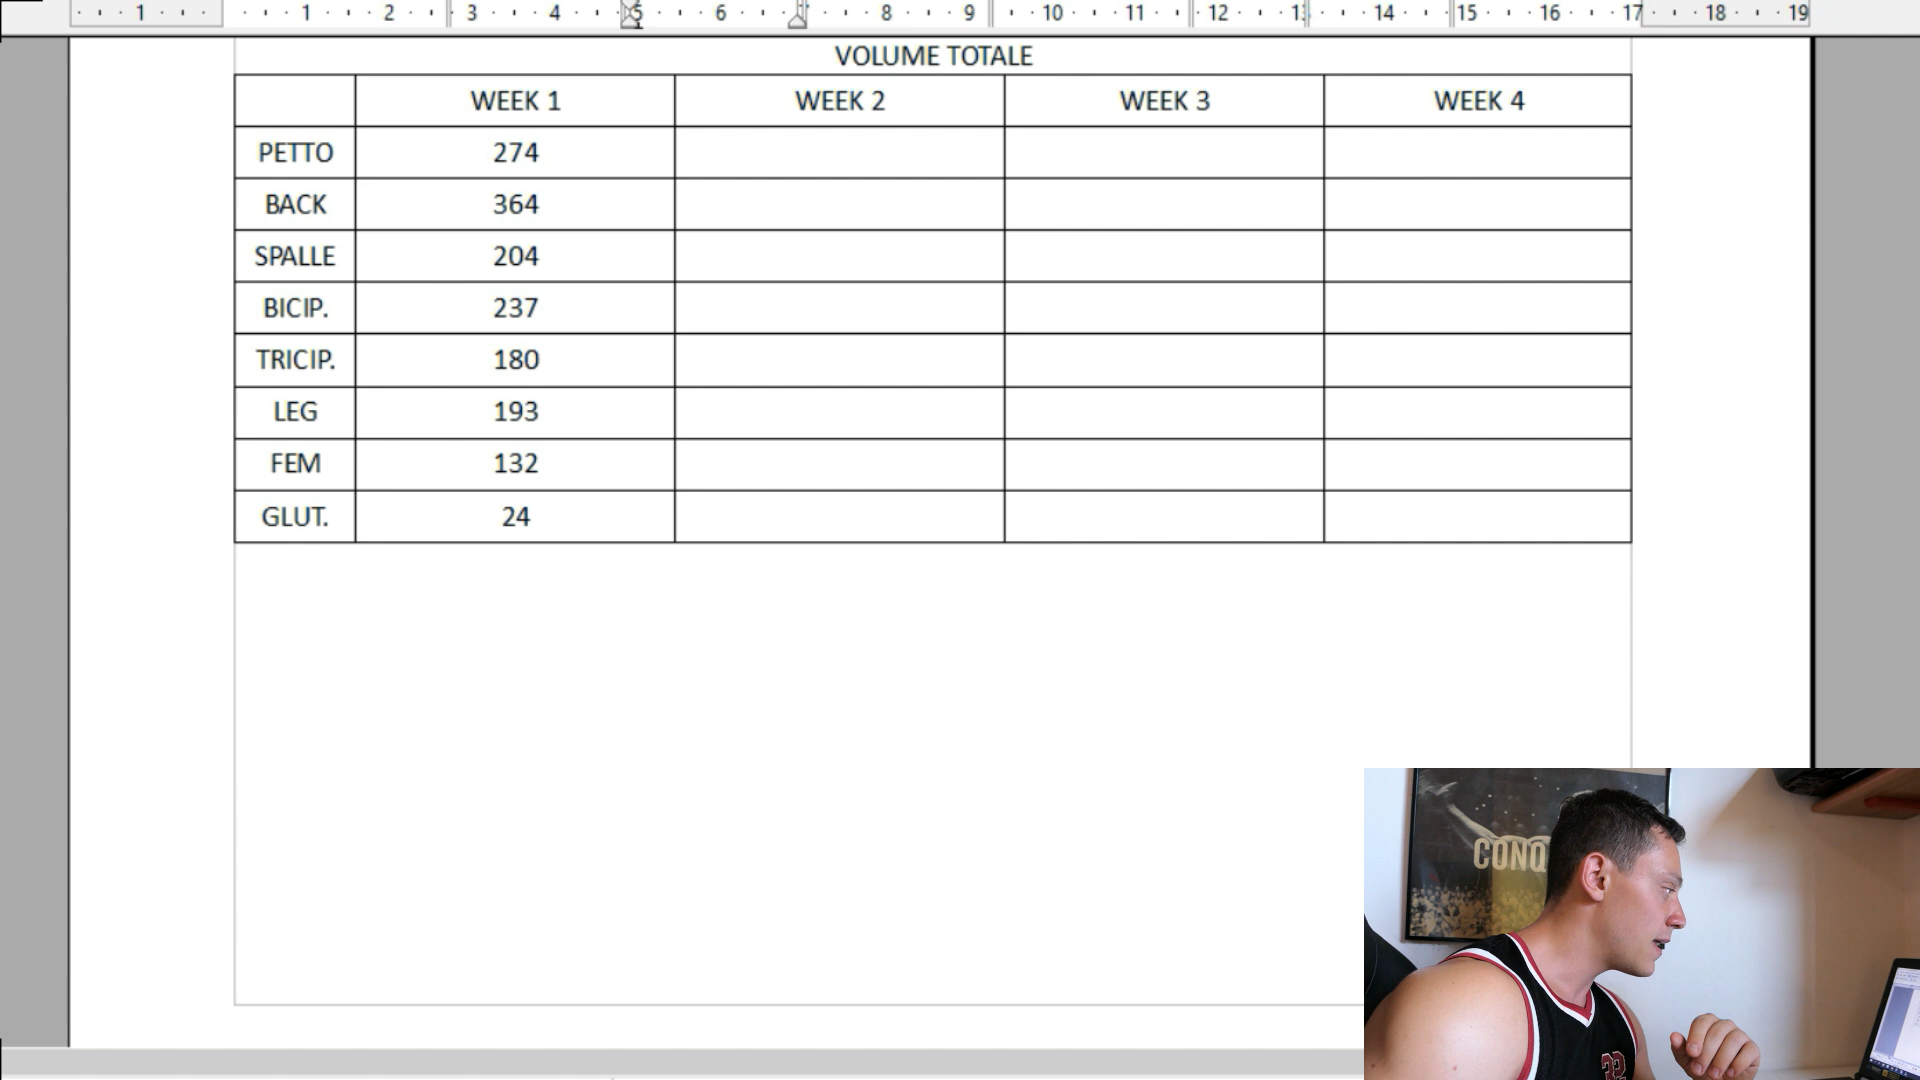 1 1 2 3 4 5 6 8 9 10 11 12 14 15 16 17 18 19
VOLUME TOTALE
WEEK 1 WEEK 2 WEEK 3 WEEK 4
PETTO 274
BACK 364
SPALLE 204
BICIP. 237
TRICIP. 180
LEG 193
FEM 132
GLUT. 24
CONQ
32